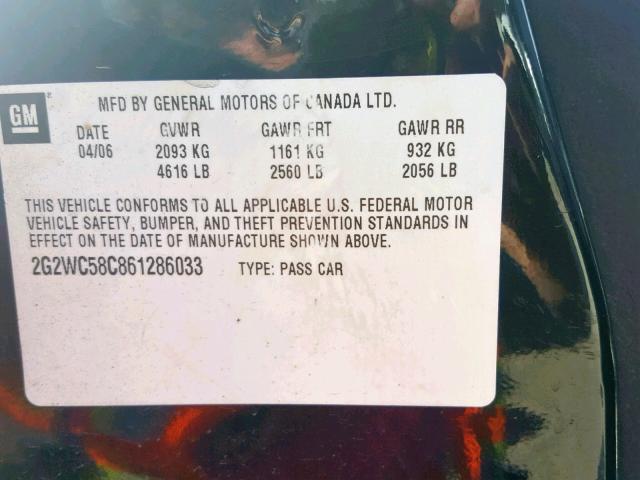 GM
MFD BY GENERAL MOTORS OF CANADA LTD.
DATE GVWR GAWR FRT GAWR RR
04/06 2093 KG 1161 KG 932 KG
4616 LB 2560 LB 2056 LB
THIS VEHICLE CONFORMS TO ALL APPLICABLE U.S. FEDERAL MOTOR
VEHICLE SAFETY, BUMPER, AND THEFT PREVENTION STANDARDS IN
EFFECT ON THE DATE OF MANUFACTURE SHOWN ABOVE.
2G2WC58C861286033 TYPE: PASS CAR